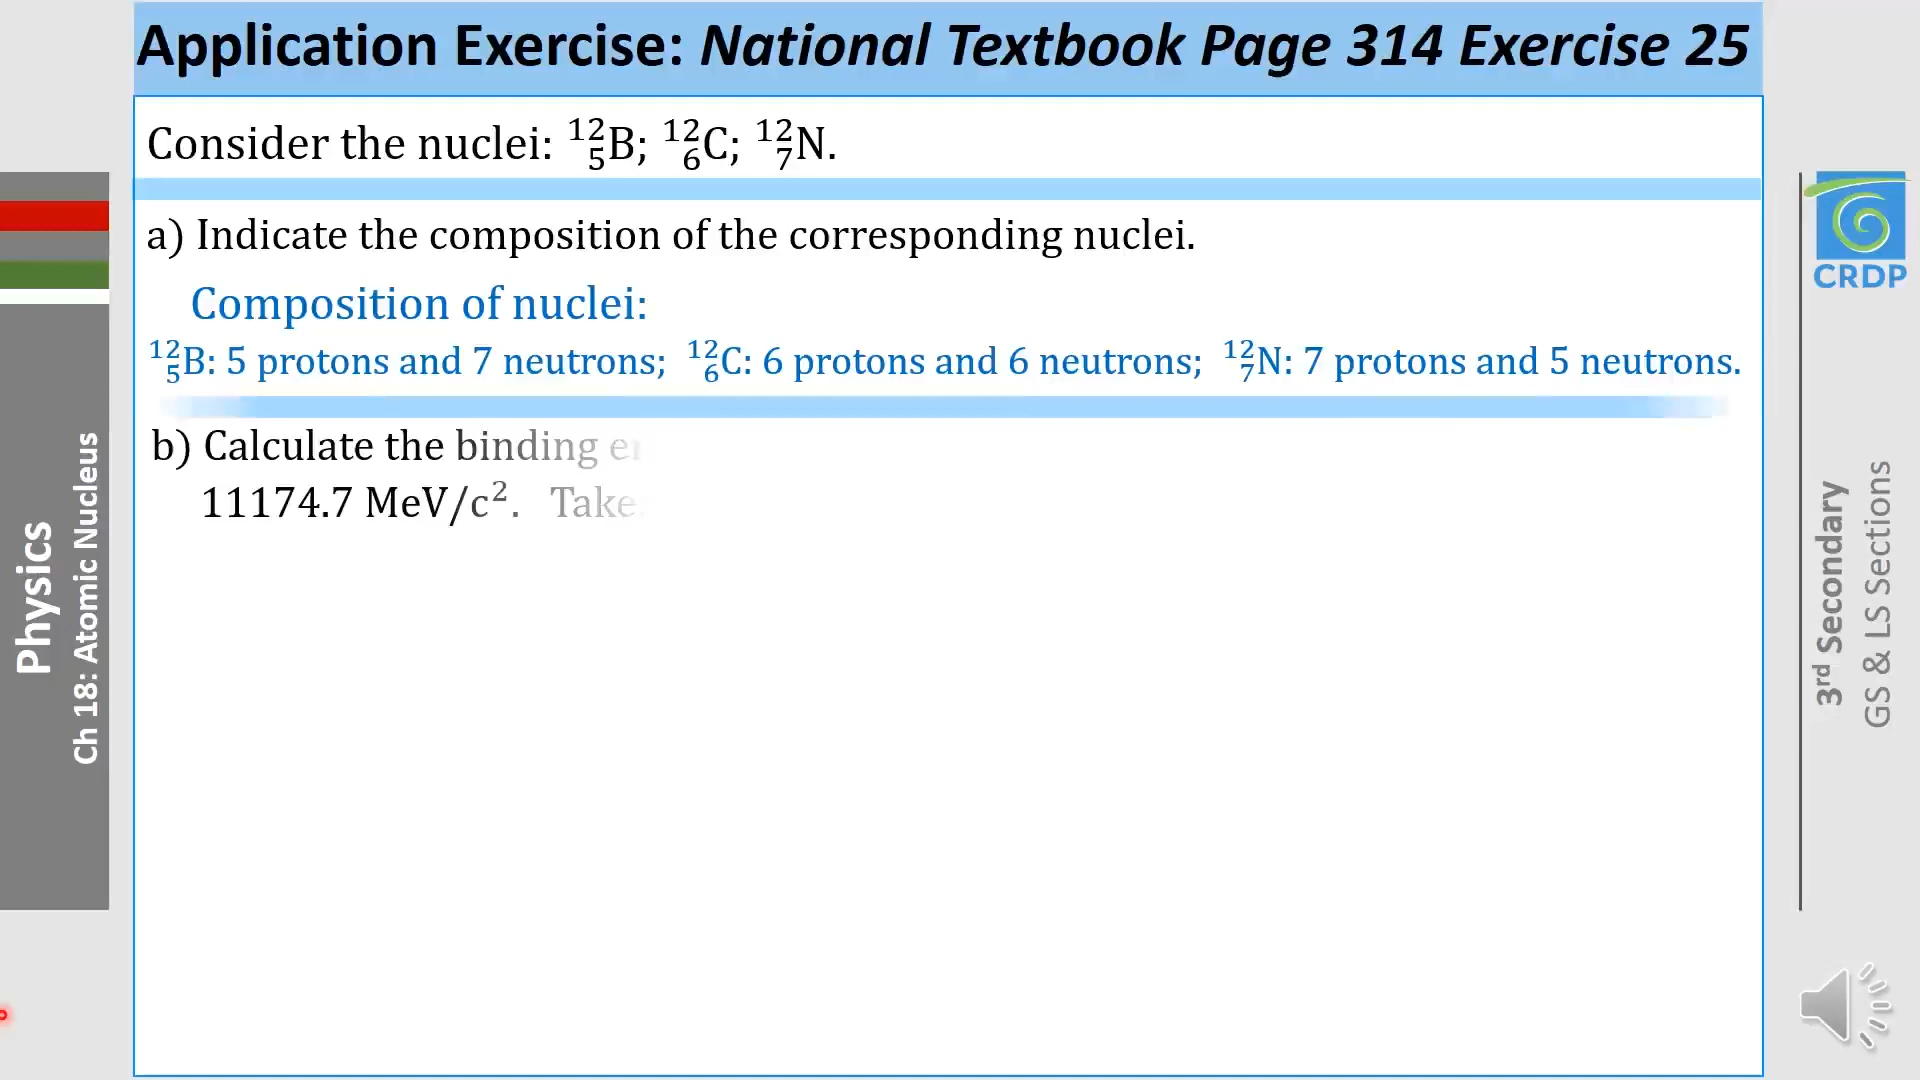 Application Exercise: National Textbook Page 314 Exercise 25
Consider the nuclei: ¹²₅B; ¹²₆C; ¹²₇N.
a) Indicate the composition of the corresponding nuclei.
Composition of nuclei:
¹²₅B: 5 protons and 7 neutrons; ¹²₆C: 6 protons and 6 neutrons; ¹²₇N: 7 protons and 5 neutrons.
b) Calculate the binding
11174.7 MeV/c². Take
Physics
Ch 18: Atomic Nucleus
CRDP
3rd Secondary
GS & LS Sections